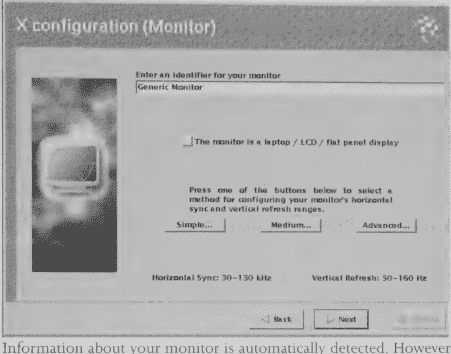 X configuration (Monitor)
Enter an identifier for your monitor
Generic Monitor
The monitor is a laptop / LCD / flat panel display
Press one of the buttons below to select a
method for configuring your monitor's horizontal
sync and vertical refresh ranges.
Simple... Medium... Advanced...
Horizontal Sync: 30-130 kHz Vertical Refresh: 50-160 Hz
Back Next
Information about your monitor is automatically detected. However